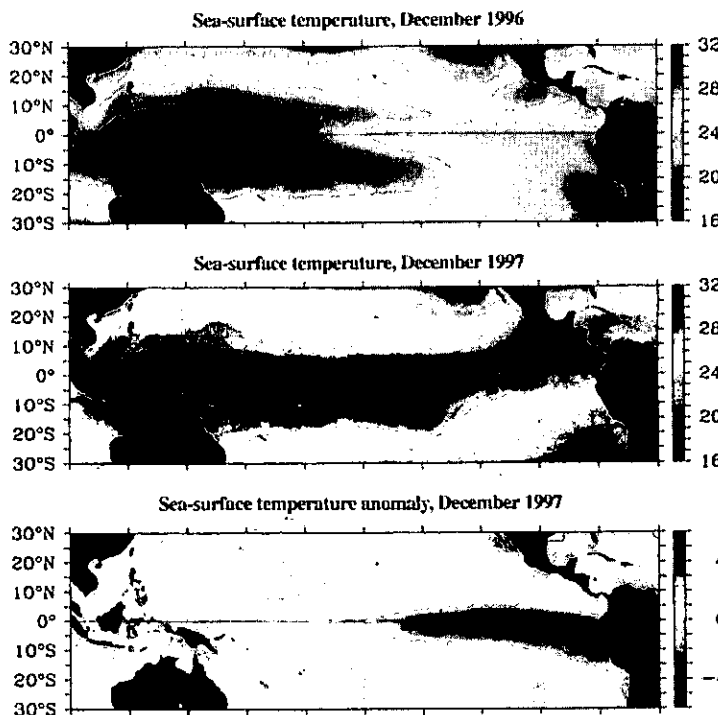 Sea-surface temperature, December 1996
30°N
20°N
10°N
0°
10°S
20°S
30°S
32
28
24
20
16
Sea-surface temperature, December 1997
30°N
20°N
10°N
0°
10°S
20°S
30°S
32
28
24
20
16
Sea-surface temperature anomaly, December 1997
30°N
20°N
10°N
0°
10°S
20°S
30°S
4
0